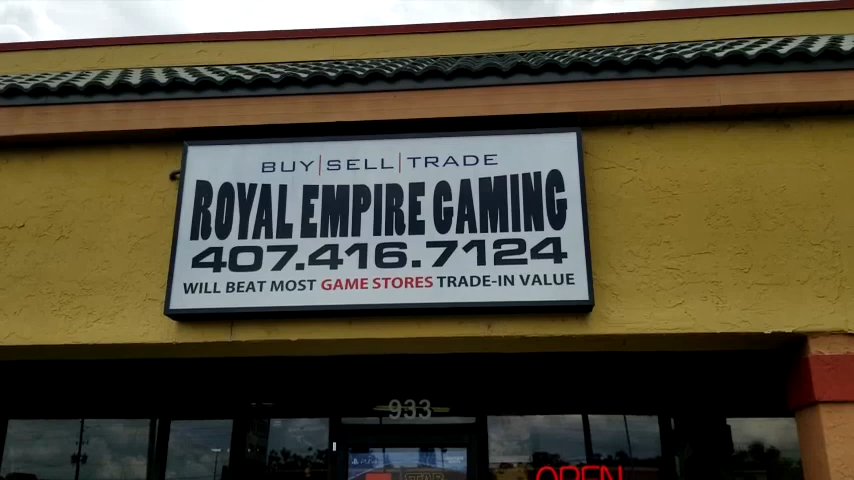 BUY|SELL|TRADE
ROYAL EMPIRE GAMING
407.416.7124
WILL BEAT MOST GAME STORES TRADE-IN VALUE
933
OPEN